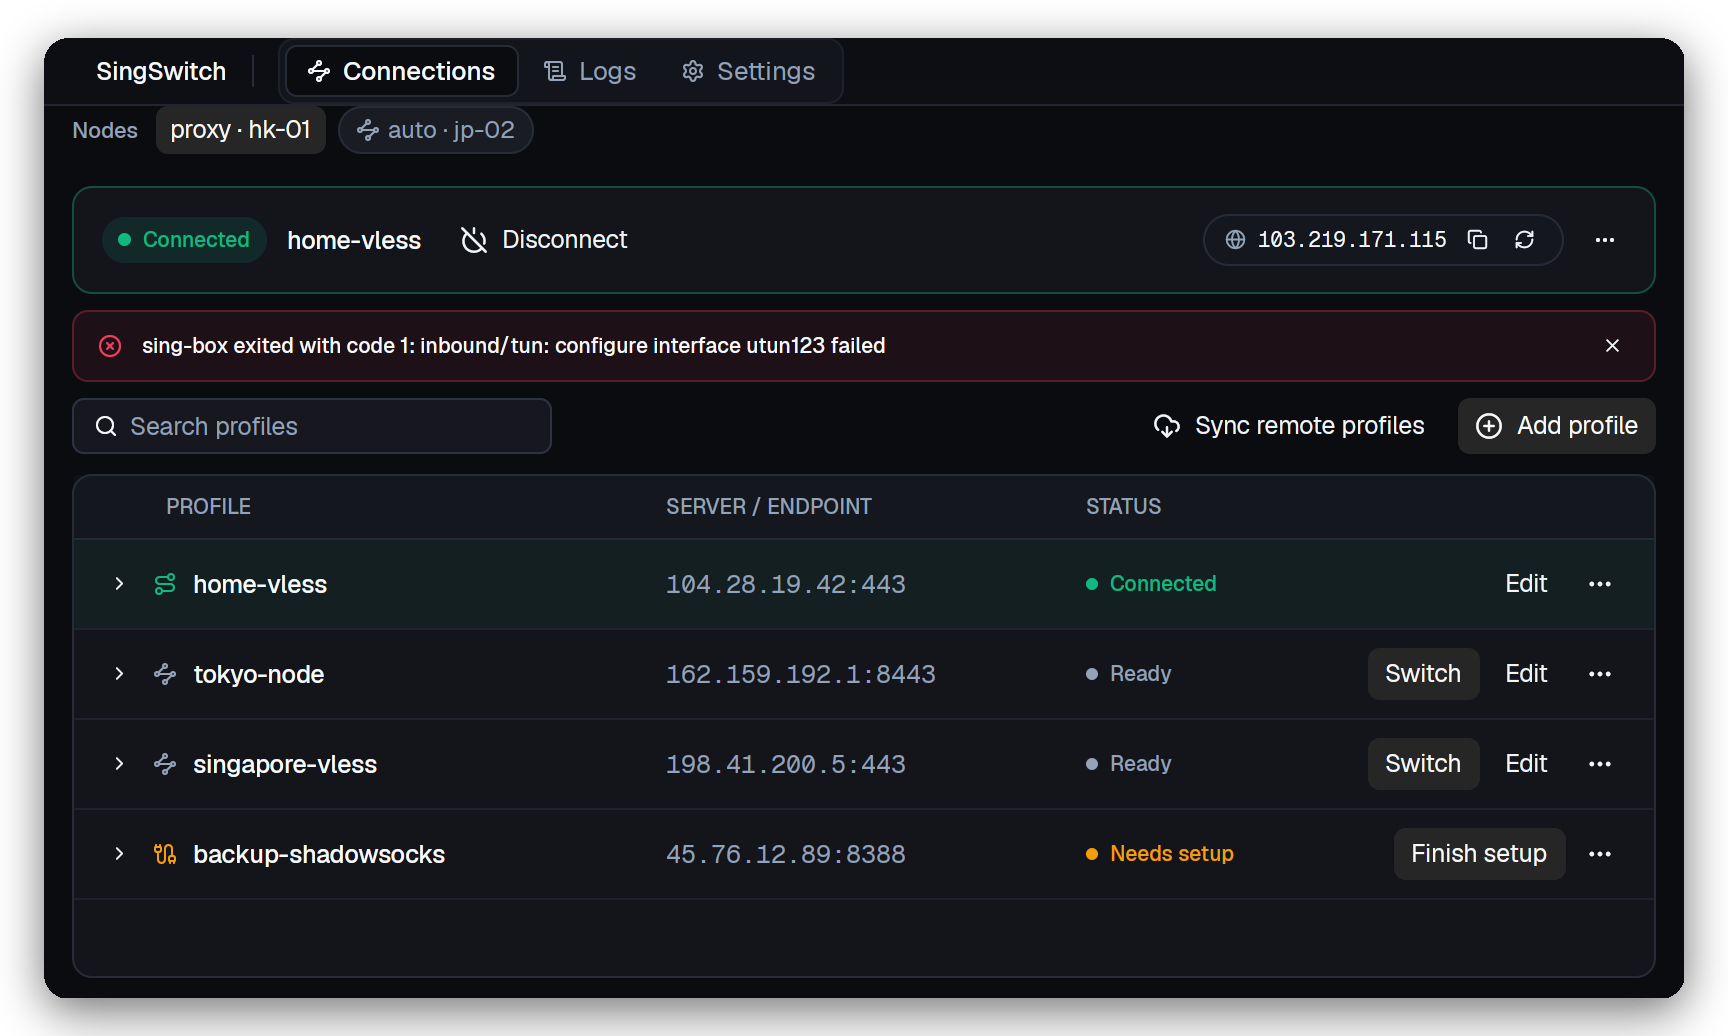 SingSwitch Connections Logs Settings
Nodes proxy · hk-01 auto · jp-02
Connected home-vless Disconnect 103.219.171.115
sing-box exited with code 1: inbound/tun: configure interface utun123 failed
Search profiles Sync remote profiles Add profile
PROFILE SERVER / ENDPOINT STATUS
home-vless 104.28.19.42:443 Connected Edit
tokyo-node 162.159.192.1:8443 Ready Switch Edit
singapore-vless 198.41.200.5:443 Ready Switch Edit
backup-shadowsocks 45.76.12.89:8388 Needs setup Finish setup